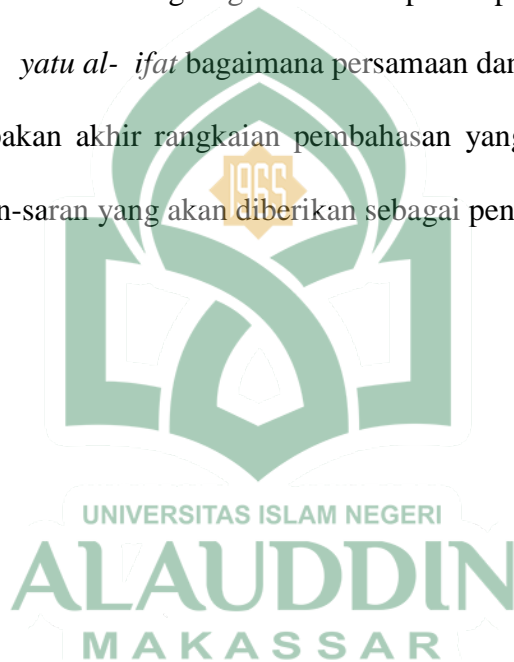 yatu al- ifat bagaimana persamaan dan
akan akhir rangkaian pembahasan yang
n-saran yang akan diberikan sebagai pen
1965
UNIVERSITAS ISLAM NEGERI
ALAUDDIN
MAKASSAR